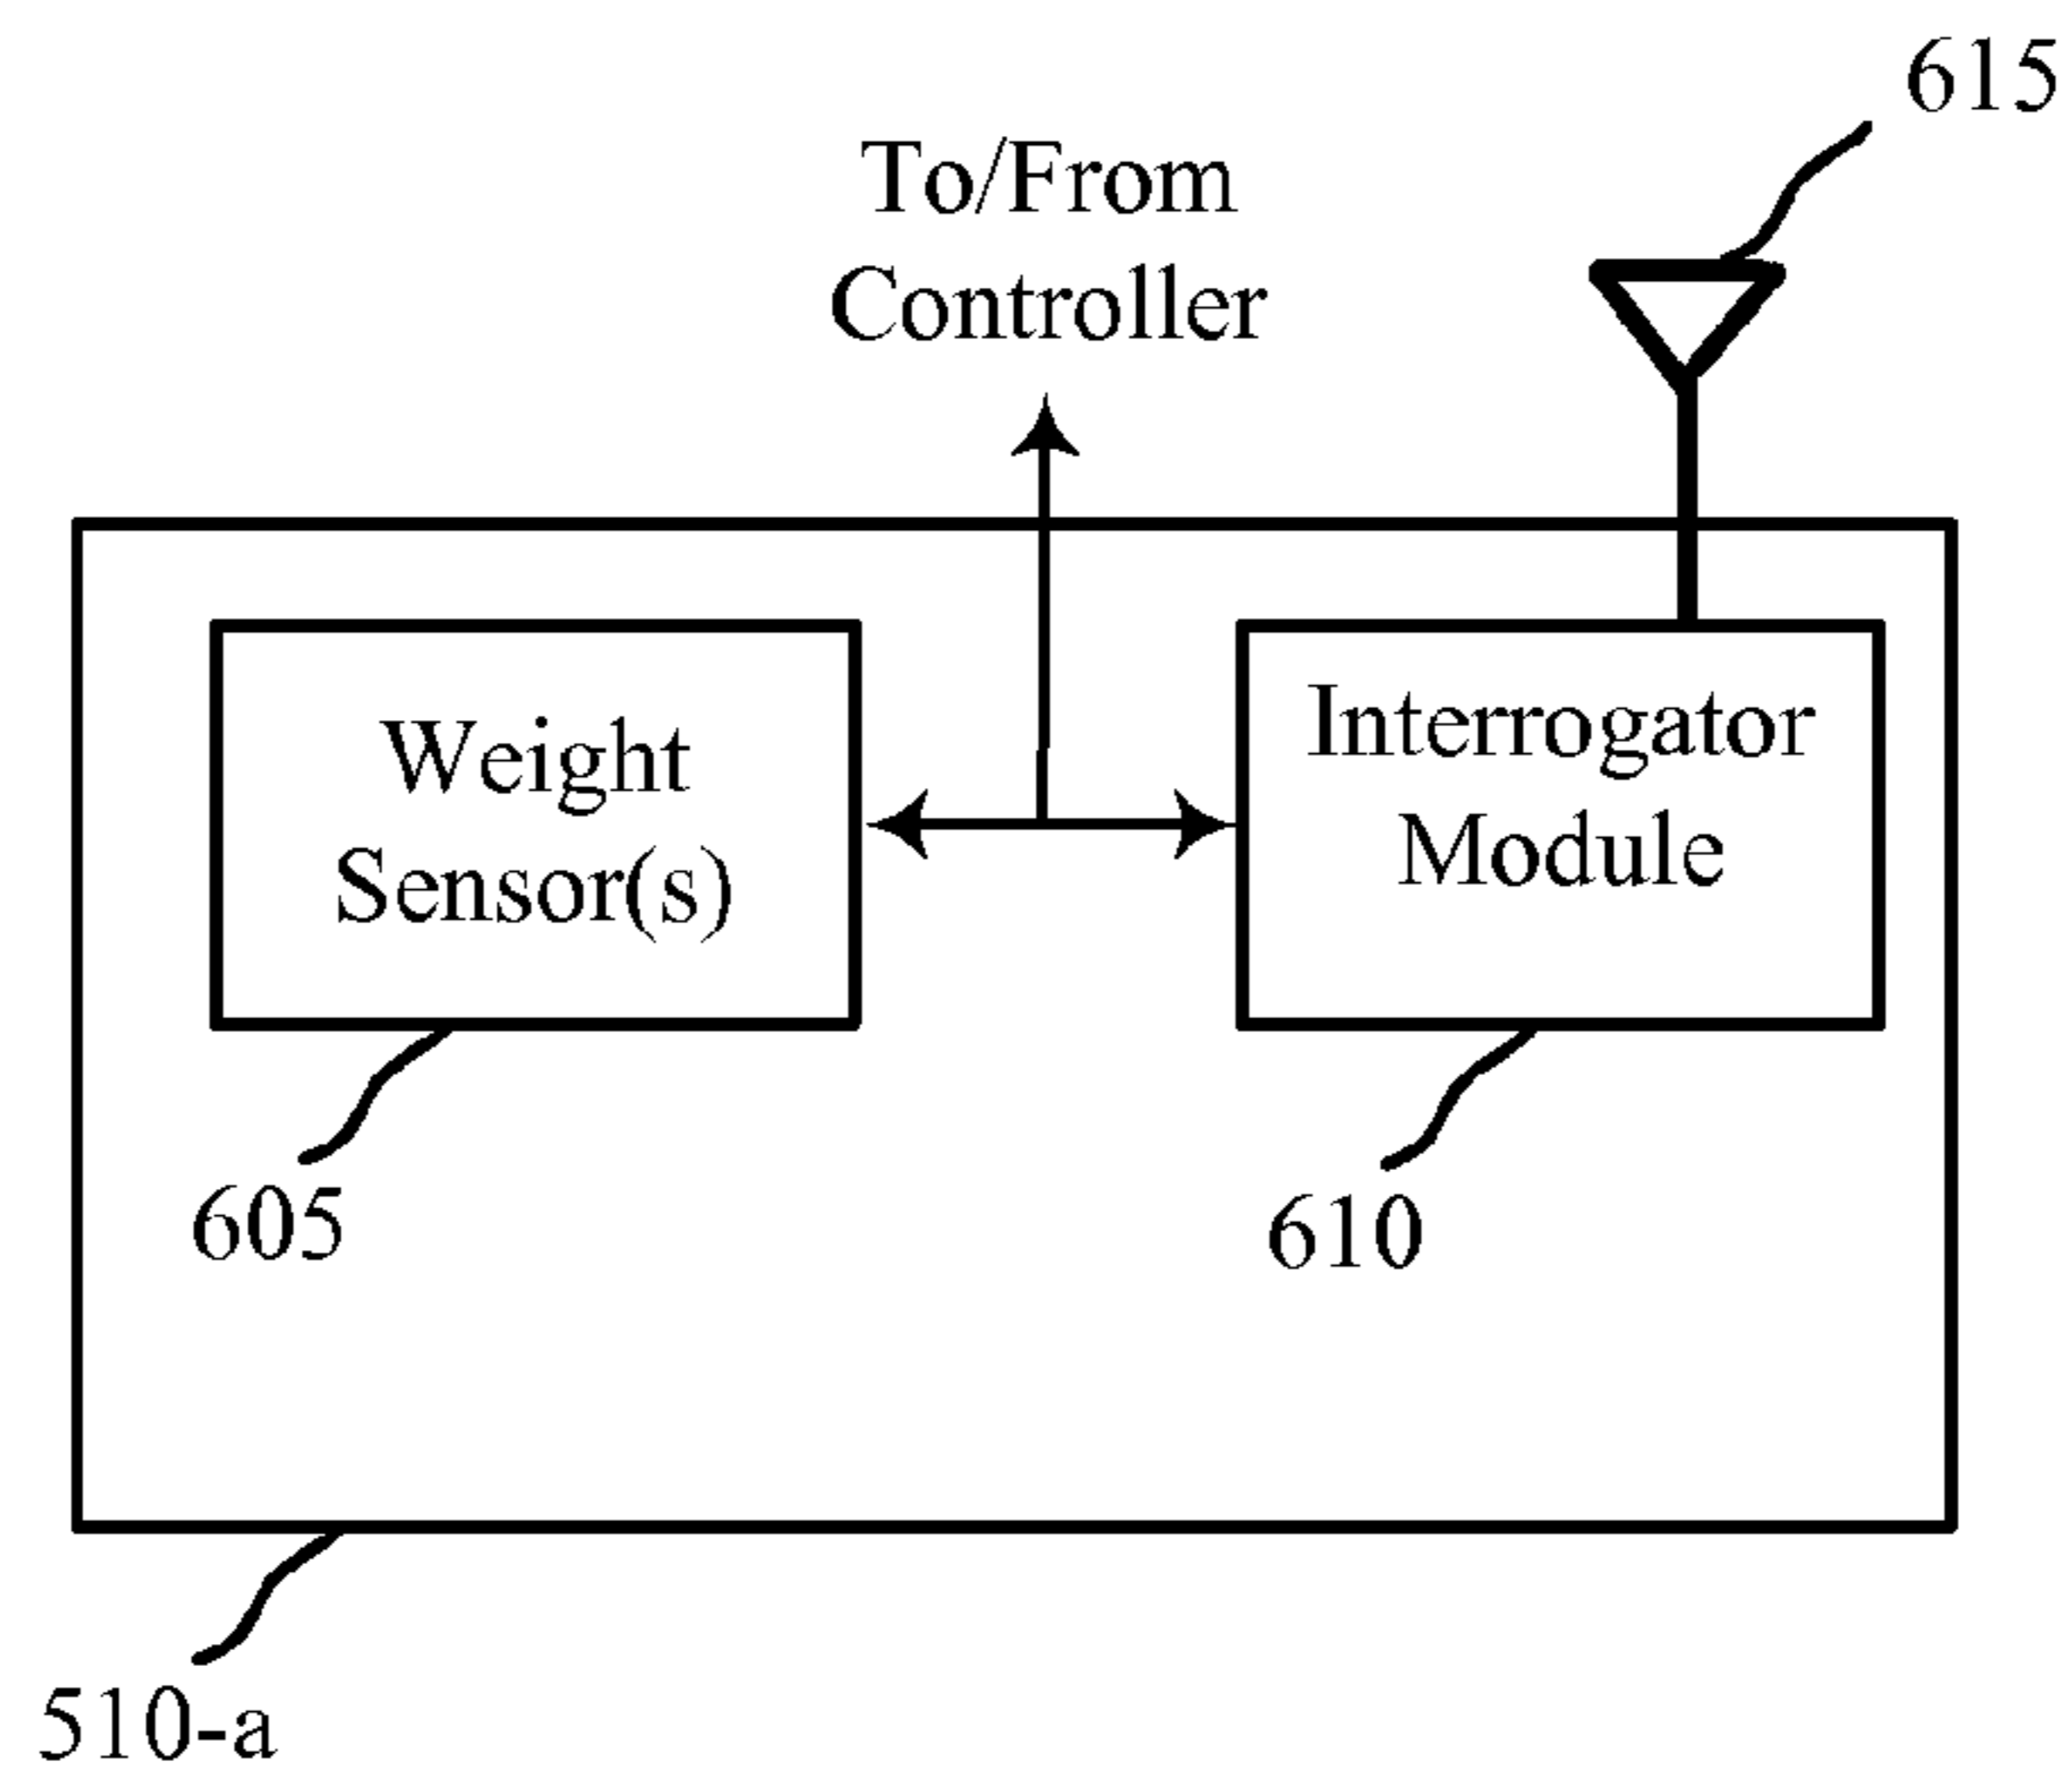 615
To/From
Controller
Weight
Sensor(s)
Interrogator
Module
605
610
510-a